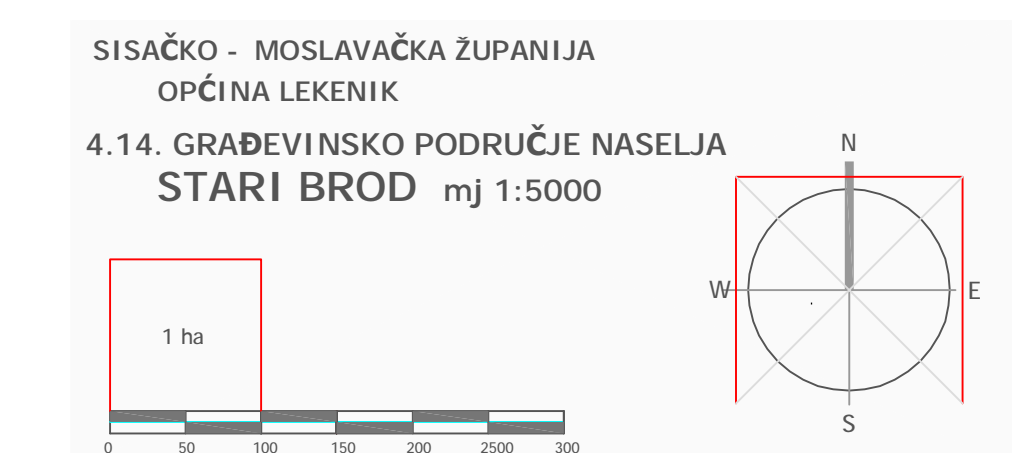 SISAČKO - MOSLAVAČKA ŽUPANIJA
OPĆINA LEKENIK
4.14. GRAĐEVINSKO PODRUČJE NASELJA
STARI BROD mj 1:5000
N
W
E
S
1 ha
0 50 100 150 200 2500 300